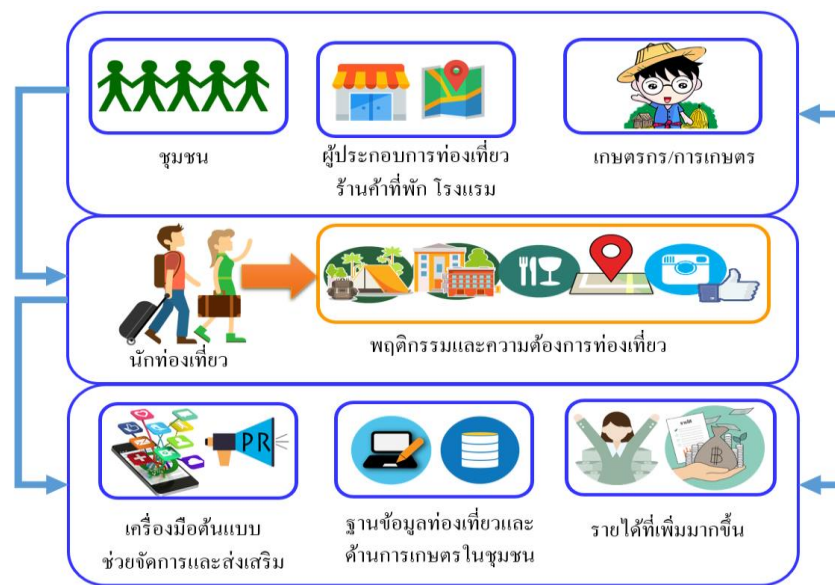 ชุมชน
ผู้ประกอบการท่องเที่ยว
ร้านค้าที่พัก โรงแรม
เกษตรกร/การเกษตร
นักท่องเที่ยว
พฤติกรรมและความต้องการท่องเที่ยว
PR
฿
เครื่องมือต้นแบบ
ช่วยจัดการและส่งเสริม
ฐานข้อมูลท่องเที่ยวและ
ด้านการเกษตรในชุมชน
รายได้ที่เพิ่มมากขึ้น